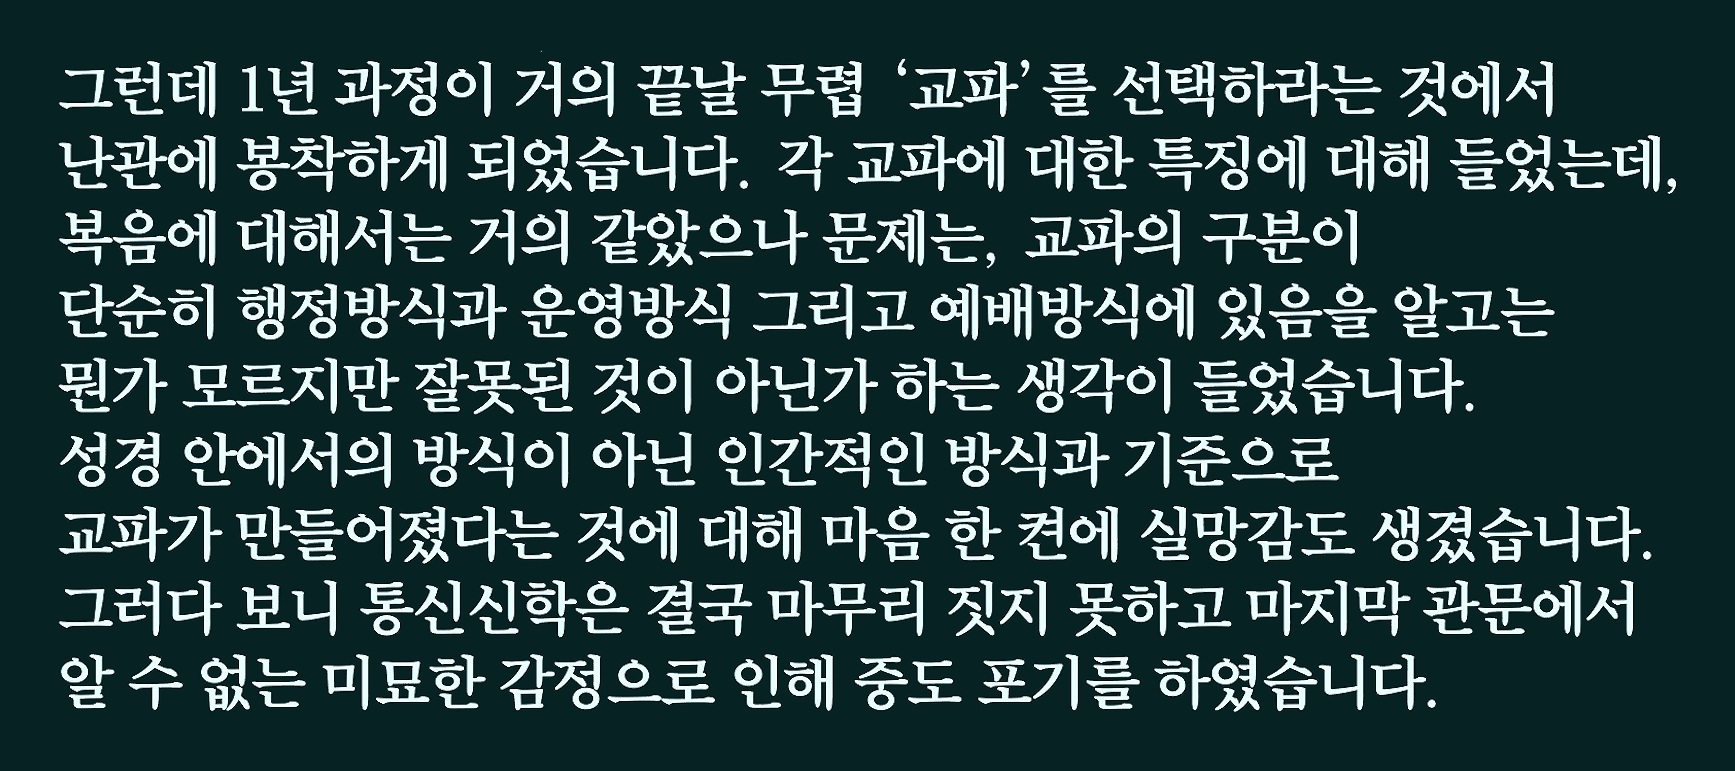 그런데 1년 과정이 거의 끝날 무렵 ‘교파’를 선택하라는 것에서
난관에 봉착하게 되었습니다. 각 교파에 대한 특징에 대해 들었는데,
복음에 대해서는 거의 같았으나 문제는, 교파의 구분이
단순히 행정방식과 운영방식 그리고 예배방식에 있음을 알고는
뭔가 모르지만 잘못된 것이 아닌가 하는 생각이 들었습니다.
성경 안에서의 방식이 아닌 인간적인 방식과 기준으로
교파가 만들어졌다는 것에 대해 마음 한 켠에 실망감도 생겼습니다.
그러다 보니 통신신학은 결국 마무리 짓지 못하고 마지막 관문에서
알 수 없는 미묘한 감정으로 인해 중도 포기를 하였습니다.